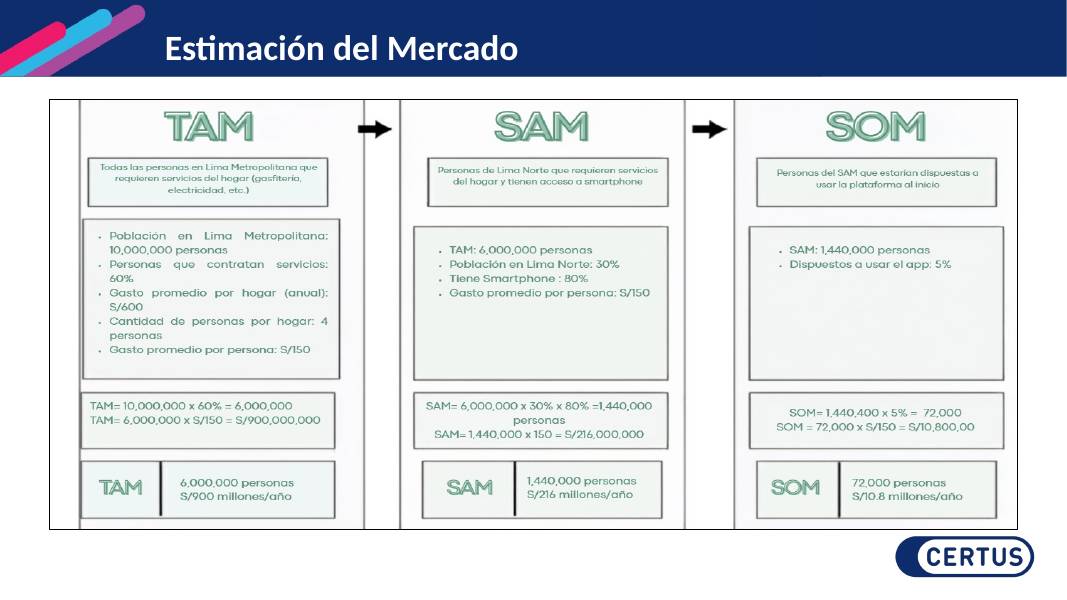 Estimación del Mercado
TAM
Todas las personas en Lima Metropolitana que
requieren servicios del hogar (gasfitería,
electricidad, etc.)
• Población en Lima Metropolitana:
10,000,000 personas
• Personas que contratan servicios:
60%
• Gasto promedio por hogar (anual):
S/600
• Cantidad de personas por hogar: 4
personas
• Gasto promedio por persona: S/150
TAM= 10,000,000 x 60% = 6,000,000
TAM= 6,000,000 x S/150 = S/900,000,000
TAM
6,000,000 personas
S/900 millones/año
SAM
Personas de Lima Norte que requieren servicios
del hogar y tienen acceso a smartphone
• TAM: 6,000,000 personas
• Población en Lima Norte: 30%
• Tiene Smartphone : 80%
• Gasto promedio por persona: S/150
SAM= 6,000,000 x 30% x 80% =1,440,000
personas
SAM= 1,440,000 x 150 = S/216,000,000
SAM
1,440,000 personas
S/216 millones/año
SOM
Personas del SAM que estarían dispuestas a
usar la plataforma al inicio
• SAM: 1,440,000 personas
• Dispuestos a usar el app: 5%
SOM= 1,440,400 x 5% = 72,000
SOM = 72,000 x S/150 = S/10,800,00
SOM
72,000 personas
S/10.8 millones/año
CERTUS